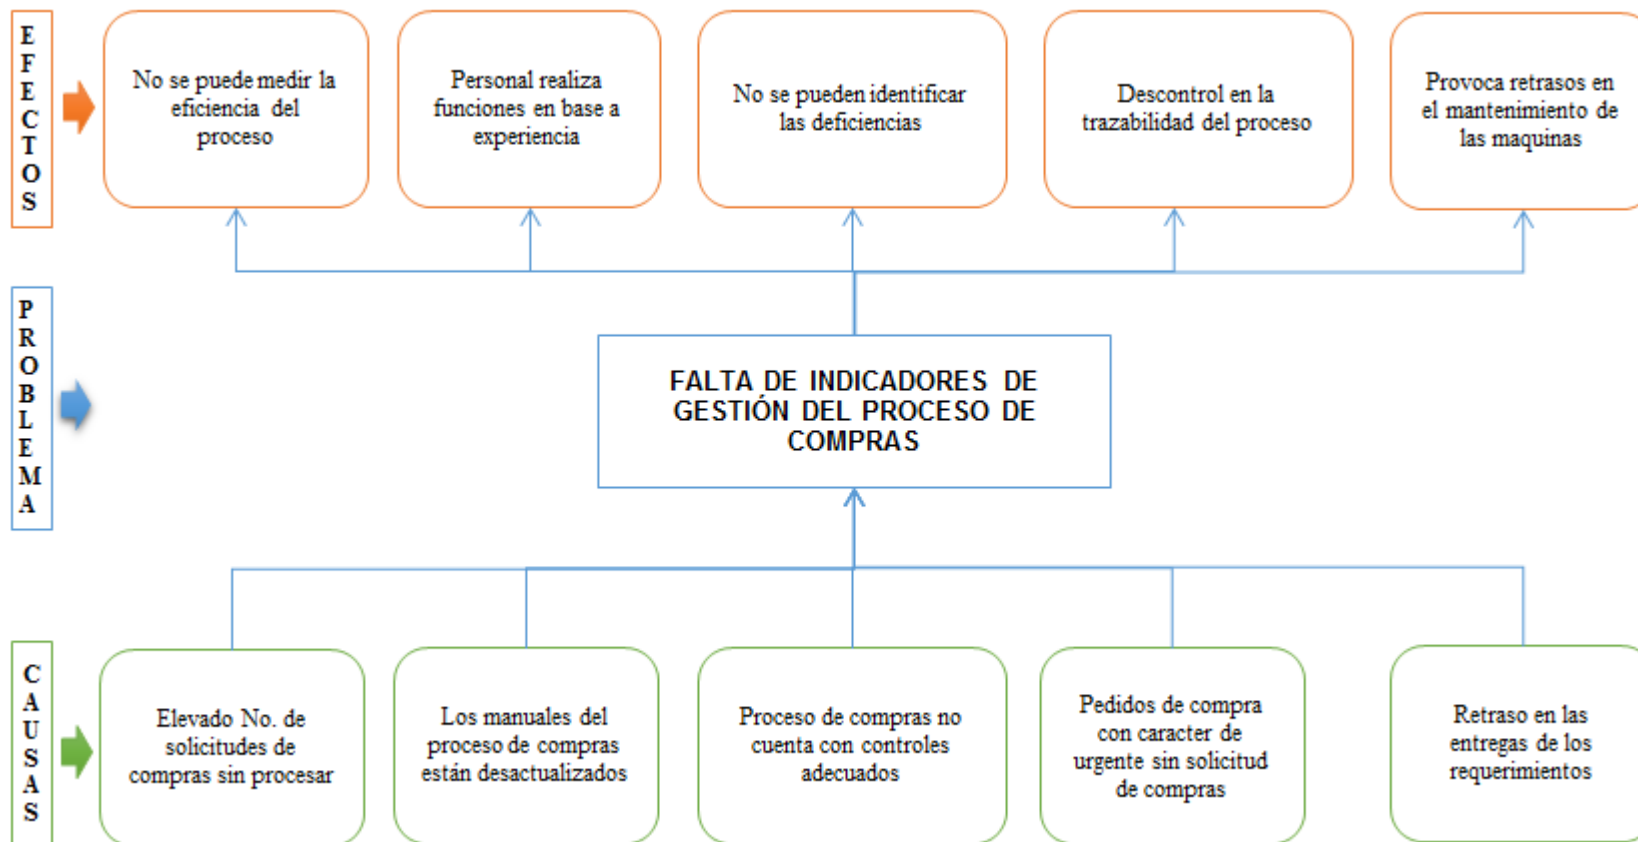 EFECTOS
No se puede medir la
eficiencia del
proceso
Personal realiza
funciones en base a
experiencia
No se pueden identificar
las deficiencias
Descontrol en la
trazabilidad del proceso
Provoca retrasos en
el mantenimiento de
las maquinas
PROBLEMA
FALTA DE INDICADORES DE
GESTIÓN DEL PROCESO DE
COMPRAS
CAUSAS
Elevado No. de
solicitudes de
compras sin procesar
Los manuales del
proceso de compras
están desactualizados
Proceso de compras no
cuenta con controles
adecuados
Pedidos de compra
con caracter de
urgente sin solicitud
de compras
Retraso en las
entregas de los
requerimientos